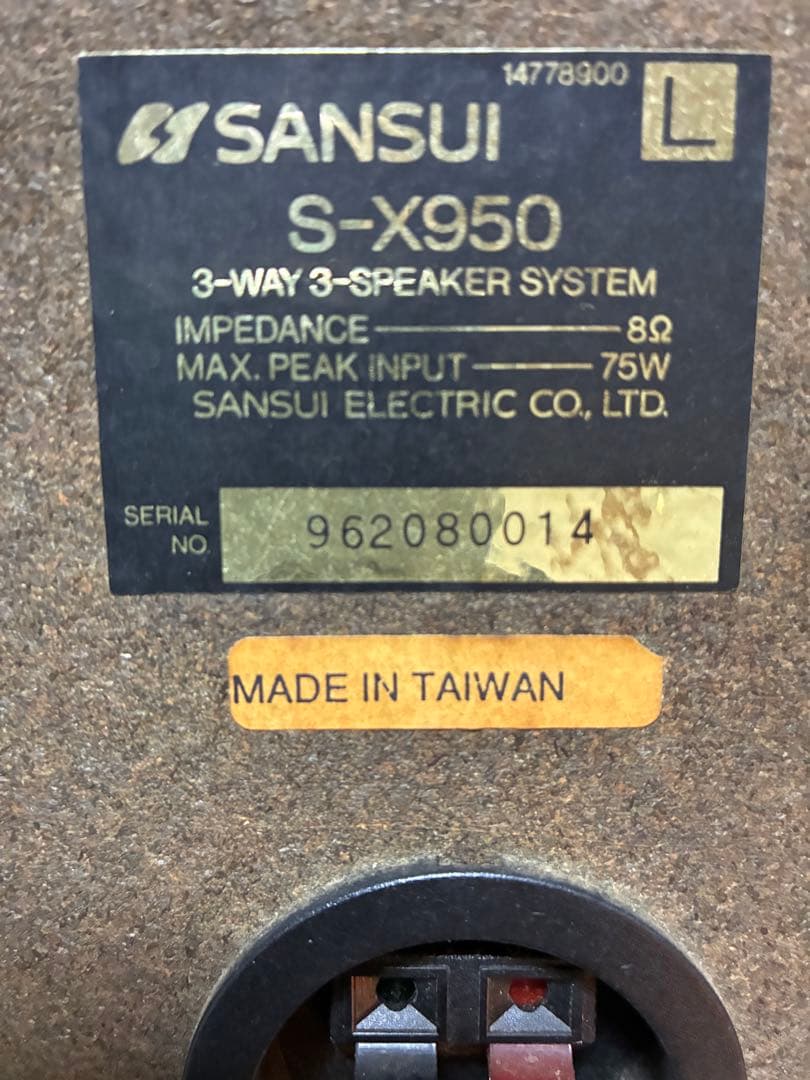 14778900 L
SANSUI
S-X950
3-WAY 3-SPEAKER SYSTEM
IMPEDANCE 8Ω
MAX. PEAK INPUT 75W
SANSUI ELECTRIC CO., LTD.
SERIAL NO. 962080014
MADE IN TAIWAN